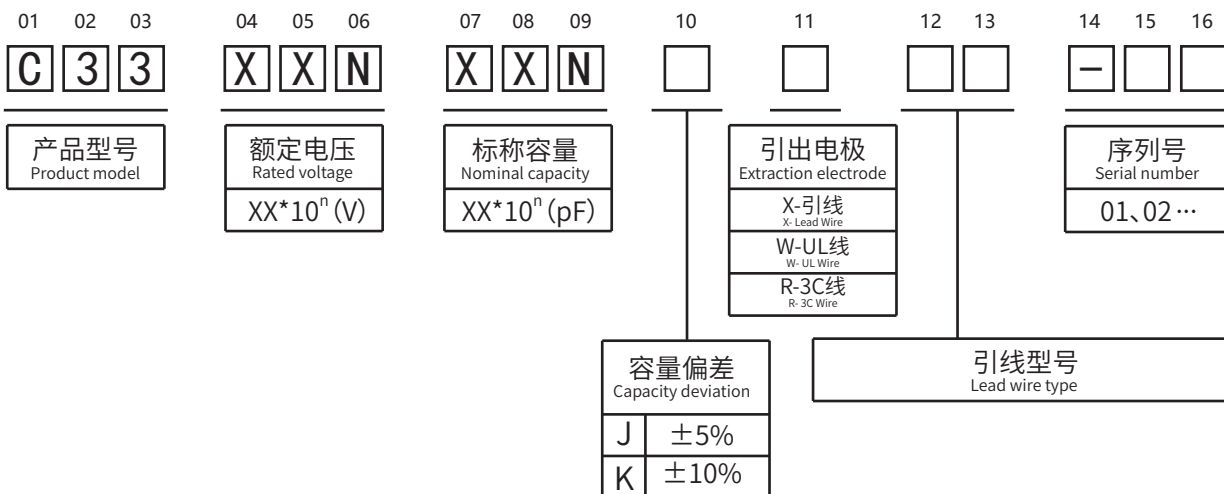 01 02 03 04 05 06 07 08 09 10 11 12 13 14 15 16
C 3 3 X X N X X N –
产品型号
Product model
额定电压
Rated voltage
XX*10ⁿ (V)
标称容量
Nominal capacity
XX*10ⁿ (pF)
引出电极
Extraction electrode
X-引线
X- Lead Wire
W-UL线
W- UL Wire
R-3C线
R- 3C Wire
序列号
Serial number
01、02…
容量偏差
Capacity deviation
J ±5%
K ±10%
引线型号
Lead wire type